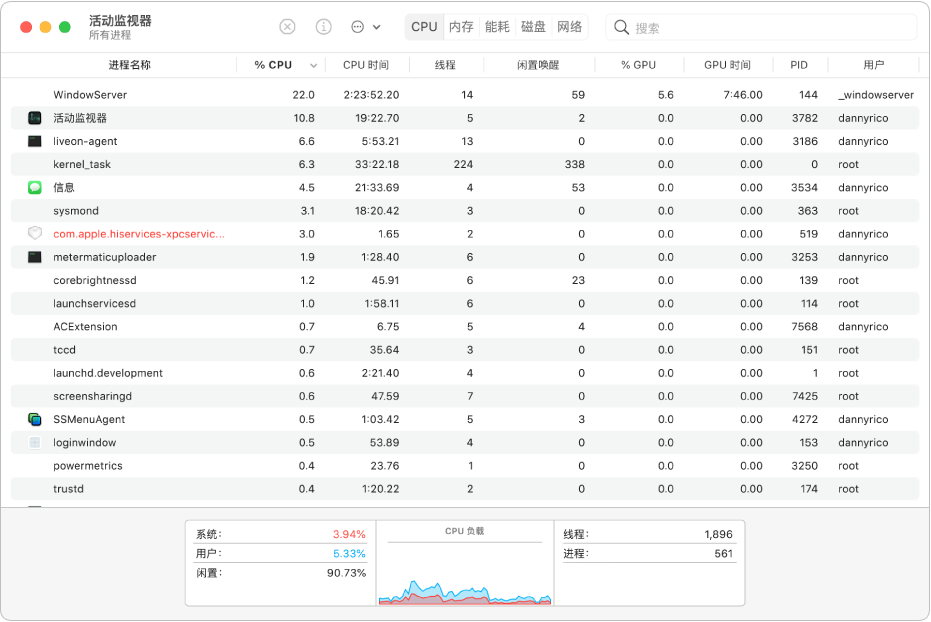 活动监视器
所有进程
CPU 内存 能耗 磁盘 网络
搜索
进程名称 % CPU CPU 时间 线程 闲置唤醒 % GPU GPU 时间 PID 用户
WindowServer 22.0 2:23:52.20 14 59 5.6 7:46.00 144 _windowserver
活动监视器 10.8 19:22.70 5 2 0.0 0.00 3782 dannyrico
liveon-agent 6.6 5:53.21 13 0 0.0 0.00 3186 dannyrico
kernel_task 6.3 33:22.18 224 338 0.0 0.00 0 root
信息 4.5 21:33.69 4 53 0.0 0.00 3534 dannyrico
sysmond 3.1 18:20.42 3 0 0.0 0.00 363 root
com.apple.hiservices-xpcservic... 3.0 1.65 2 0 0.0 0.00 519 dannyrico
metermaticuploader 1.9 1:28.40 6 0 0.0 0.00 3253 dannyrico
corebrightnessd 1.2 45.91 6 23 0.0 0.00 139 root
launchservicesd 1.0 1:58.11 6 0 0.0 0.00 114 root
ACExtension 0.7 6.75 5 4 0.0 0.00 7568 dannyrico
tccd 0.7 35.64 3 0 0.0 0.00 151 root
launchd.development 0.6 2:21.40 4 0 0.0 0.00 1 root
screensharingd 0.6 47.59 7 0 0.0 0.00 7425 root
SSMenuAgent 0.5 1:03.42 5 3 0.0 0.00 4272 dannyrico
loginwindow 0.5 53.89 4 0 0.0 0.00 153 dannyrico
powermetrics 0.4 23.76 1 0 0.0 0.00 3250 root
trustd 0.4 1:20.22 2 0 0.0 0.00 174 root
系统: 3.94%
用户: 5.33%
闲置: 90.73%
CPU 负载
线程: 1,896
进程: 561